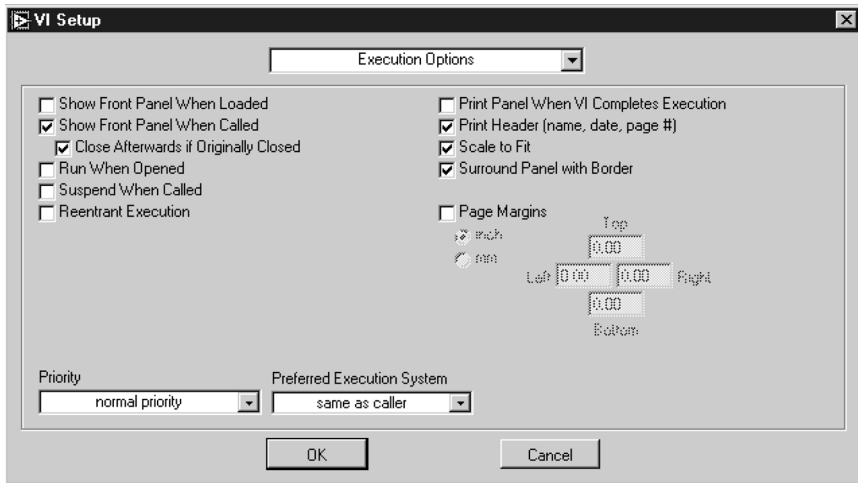 VI Setup
Execution Options
Show Front Panel When Loaded
Show Front Panel When Called
Close Afterwards if Originally Closed
Run When Opened
Suspend When Called
Reentrant Execution
Print Panel When VI Completes Execution
Print Header (name, date, page #)
Scale to Fit
Surround Panel with Border
Page Margins
inch
mm
Top
0.00
Left 0.00 0.00 Right
0.00
Bottom
Priority
normal priority
Preferred Execution System
same as caller
OK
Cancel